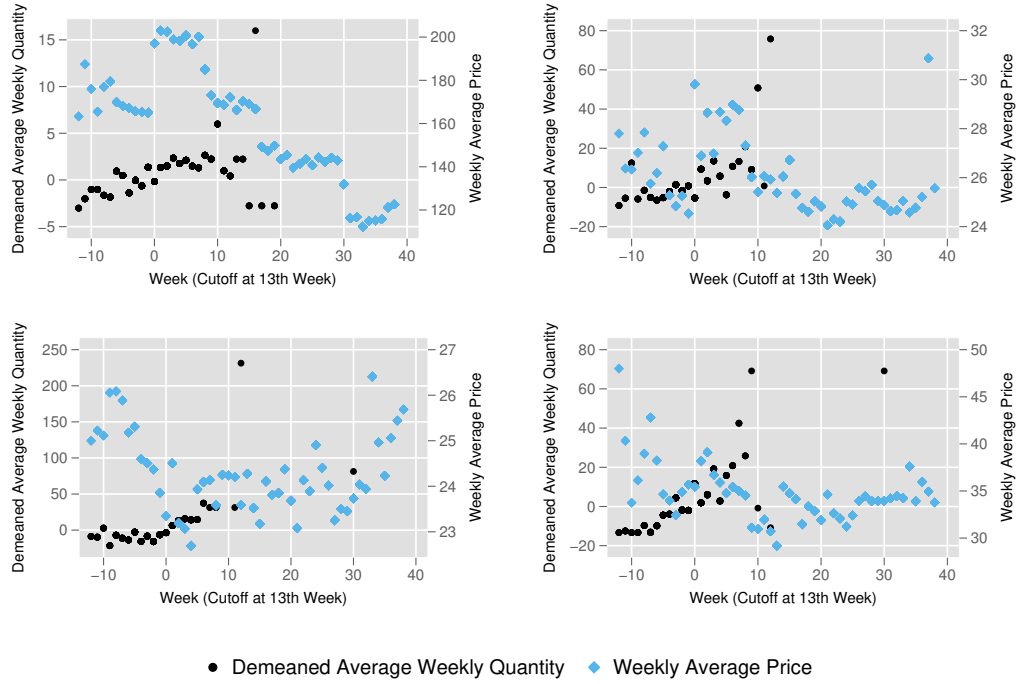 Demeaned Average Weekly Quantity
15
10
5
0
−5
200
180
160
140
120
Weekly Average Price
−10 0 10 20 30 40
Week (Cutoff at 13th Week)
Demeaned Average Weekly Quantity
80
60
40
20
0
−20
32
30
28
26
24
Weekly Average Price
−10 0 10 20 30 40
Week (Cutoff at 13th Week)
Demeaned Average Weekly Quantity
250
200
150
100
50
0
27
26
25
24
23
Weekly Average Price
−10 0 10 20 30 40
Week (Cutoff at 13th Week)
Demeaned Average Weekly Quantity
80
60
40
20
0
−20
50
45
40
35
30
Weekly Average Price
−10 0 10 20 30 40
Week (Cutoff at 13th Week)
Demeaned Average Weekly Quantity Weekly Average Price